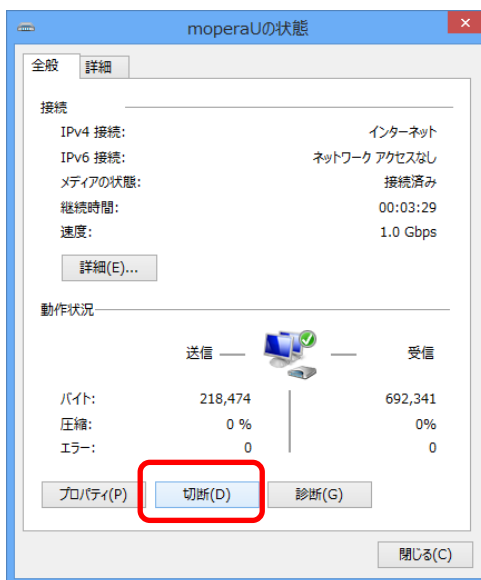 moperaUの状態
全般 詳細
接続
IPv4 接続: インターネット
IPv6 接続: ネットワーク アクセスなし
メディアの状態: 接続済み
継続時間: 00:03:29
速度: 1.0 Gbps
詳細(E)...
動作状況
送信 受信
バイト: 218,474 692,341
圧縮: 0 % 0%
エラー: 0 0
プロパティ(P) 切断(D) 診断(G)
閉じる(C)